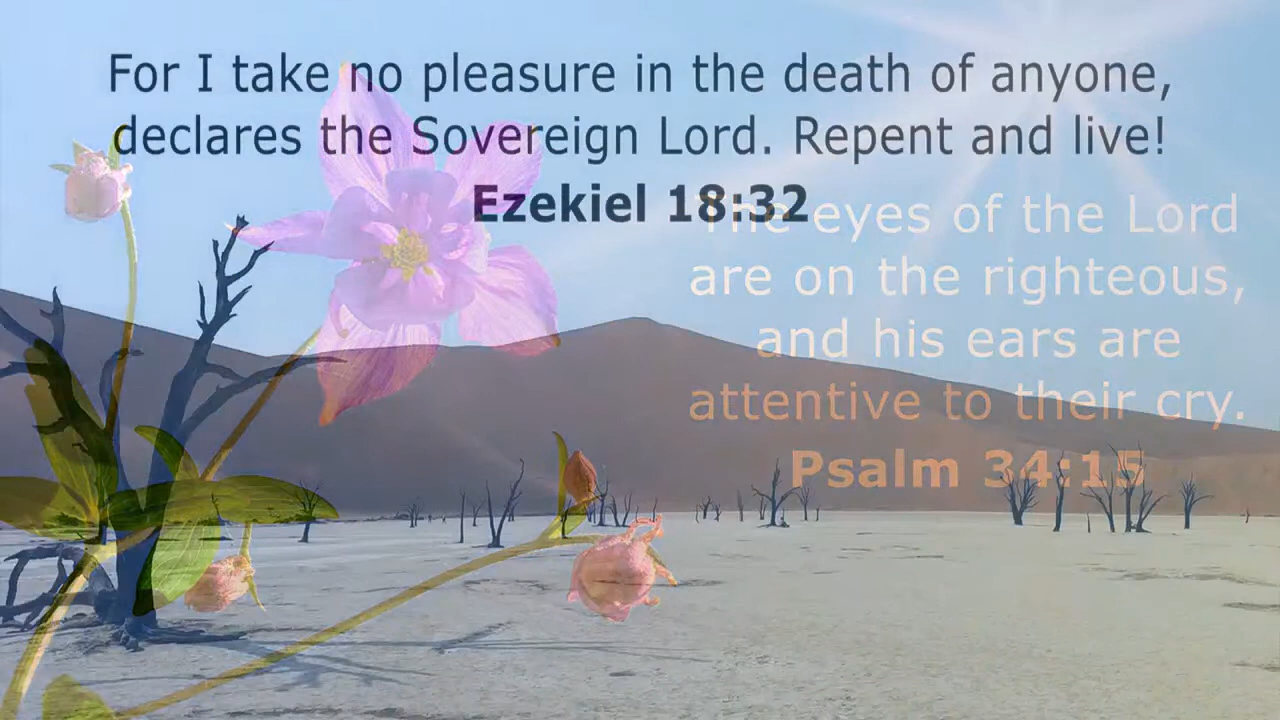 For I take no pleasure in the death of anyone,
declares the Sovereign Lord. Repent and live!
Ezekiel 18:32
The eyes of the Lord
are on the righteous,
and his ears are
attentive to their cry.
Psalm 34:15